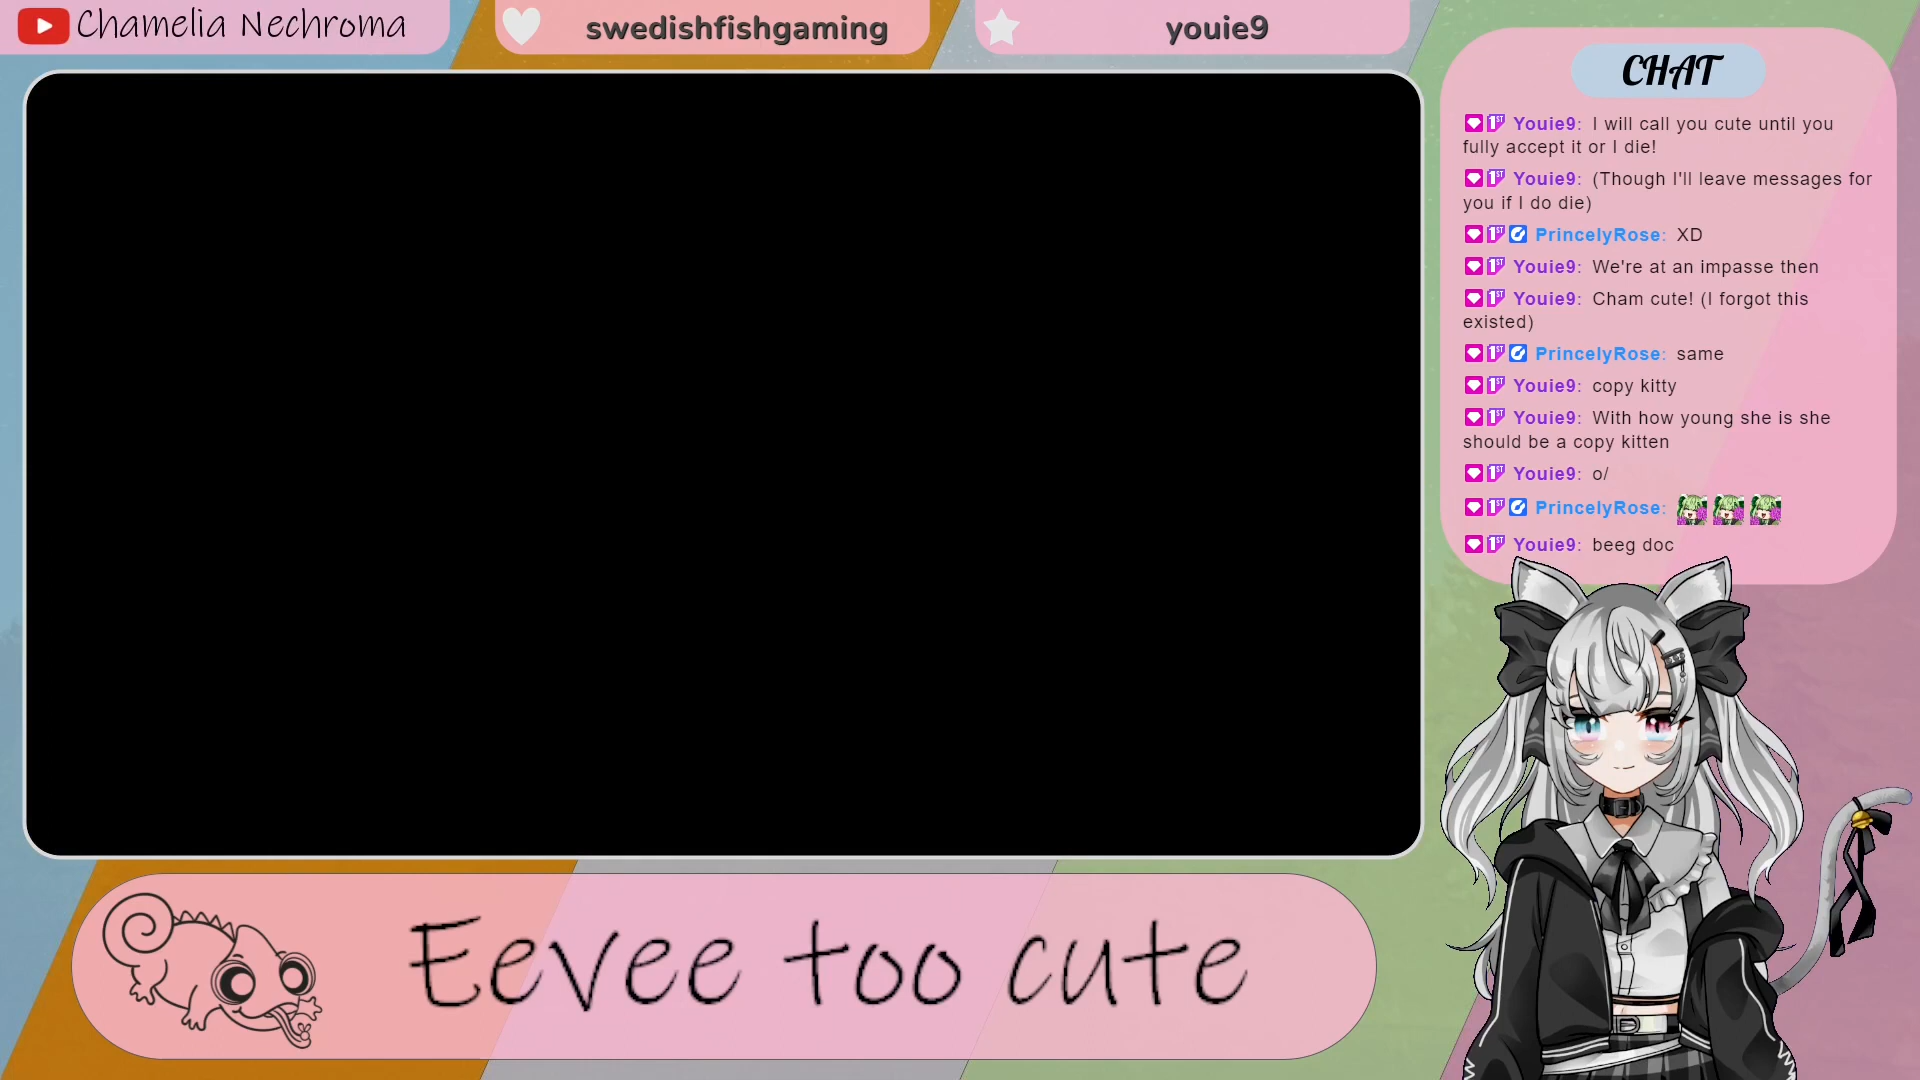 Chamelia Nechroma
swedishfishgaming
youie9
CHAT
Youie9: I will call you cute until you
fully accept it or I die!
Youie9: (Though I'll leave messages for
you if I do die)
PrincelyRose: XD
Youie9: We're at an impasse then
Youie9: Cham cute! (I forgot this
existed)
PrincelyRose: same
Youie9: copy kitty
Youie9: With how young she is she
should be a copy kitten
Youie9: o/
PrincelyRose:
Youie9: beeg doc
Eevee too cute